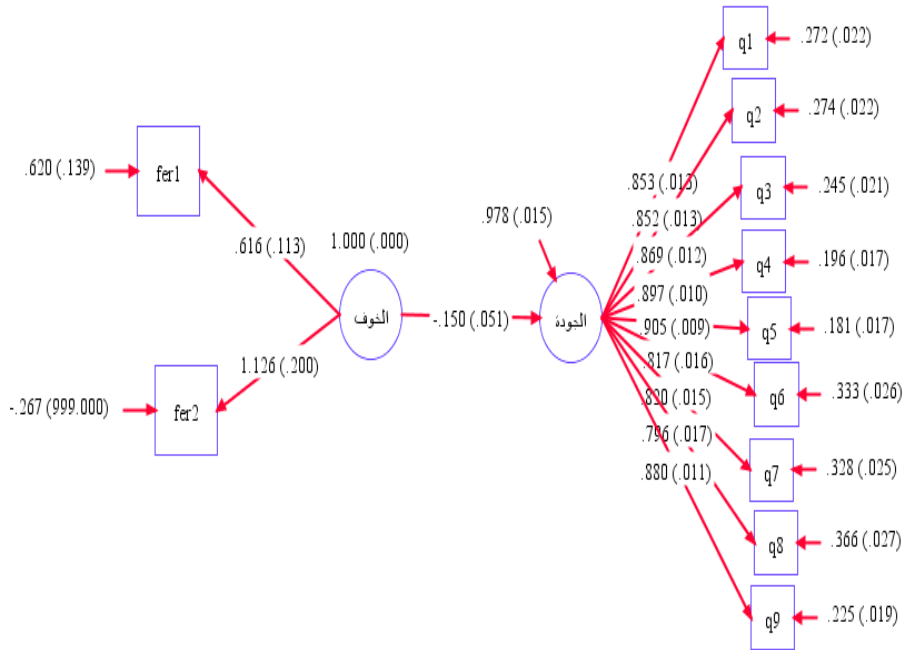 .620 (.139)
fer1
.616 (.113)
1.000 (.000)
الخوف
1.126 (.200)
-.267 (999.000)
fer2
-.150 (.051)
.978 (.015)
الجودة
.853 (.013)
.852 (.013)
.869 (.012)
.897 (.010)
.905 (.009)
.817 (.016)
.820 (.015)
.796 (.017)
.880 (.011)
q1
.272 (.022)
q2
.274 (.022)
q3
.245 (.021)
q4
.196 (.017)
q5
.181 (.017)
q6
.333 (.026)
q7
.328 (.025)
q8
.366 (.027)
q9
.225 (.019)